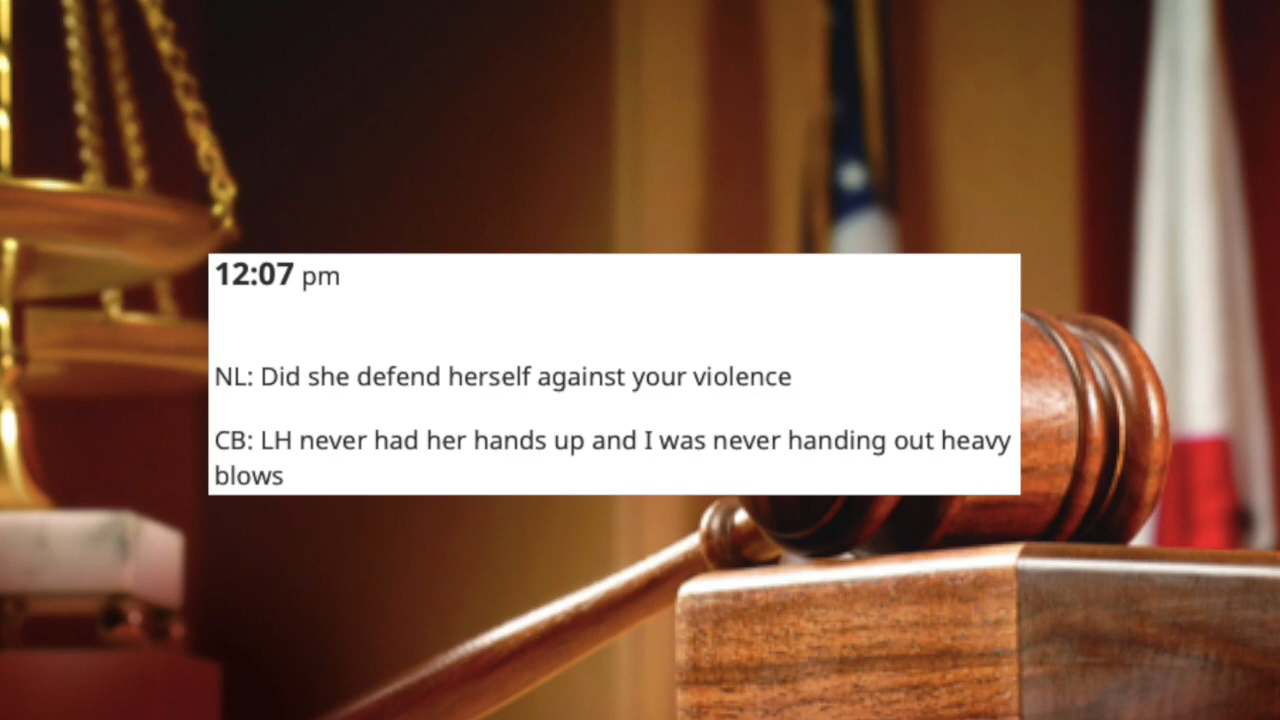 12:07 pm
NL: Did she defend herself against your violence
CB: LH never had her hands up and I was never handing out heavy
blows